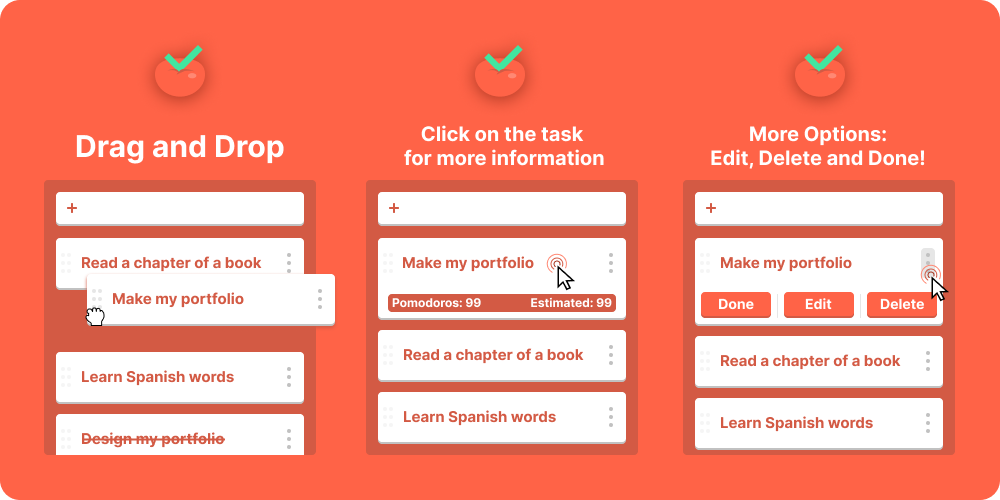 Drag and Drop
+
Read a chapter of a book
Make my portfolio
Learn Spanish words
Design my portfolio
Click on the task
for more information
+
Make my portfolio
Pomodoros: 99 Estimated: 99
Read a chapter of a book
Learn Spanish words
More Options:
Edit, Delete and Done!
+
Make my portfolio
Done Edit Delete
Read a chapter of a book
Learn Spanish words